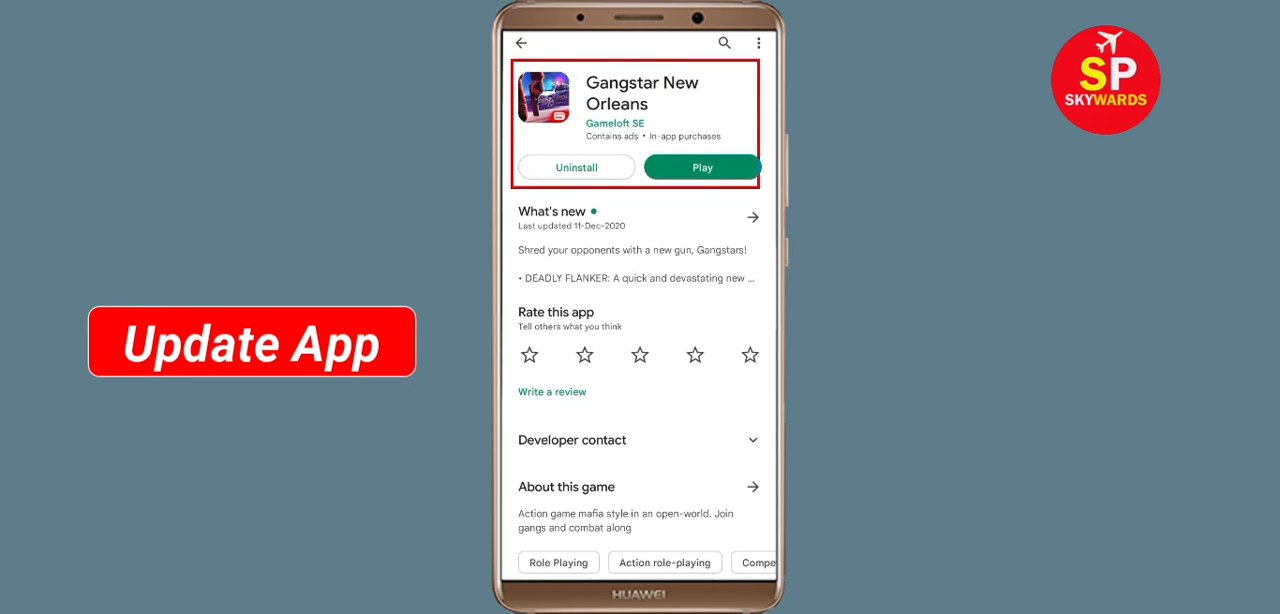 SP
SKYWARDS
Gangstar New
Orleans
Gameloft SE
Contains ads • In-app purchases
Uninstall
Play
What's new •
Last updated 11-Dec-2020
Shred your opponents with a new gun, Gangstars!
• DEADLY FLANKER: A quick and devastating new ...
Update App
Rate this app
Tell others what you think
Write a review
Developer contact
About this game
Action game mafia style in an open-world. Join
gangs and combat along
Role Playing
Action role-playing
Compe
HUAWEI